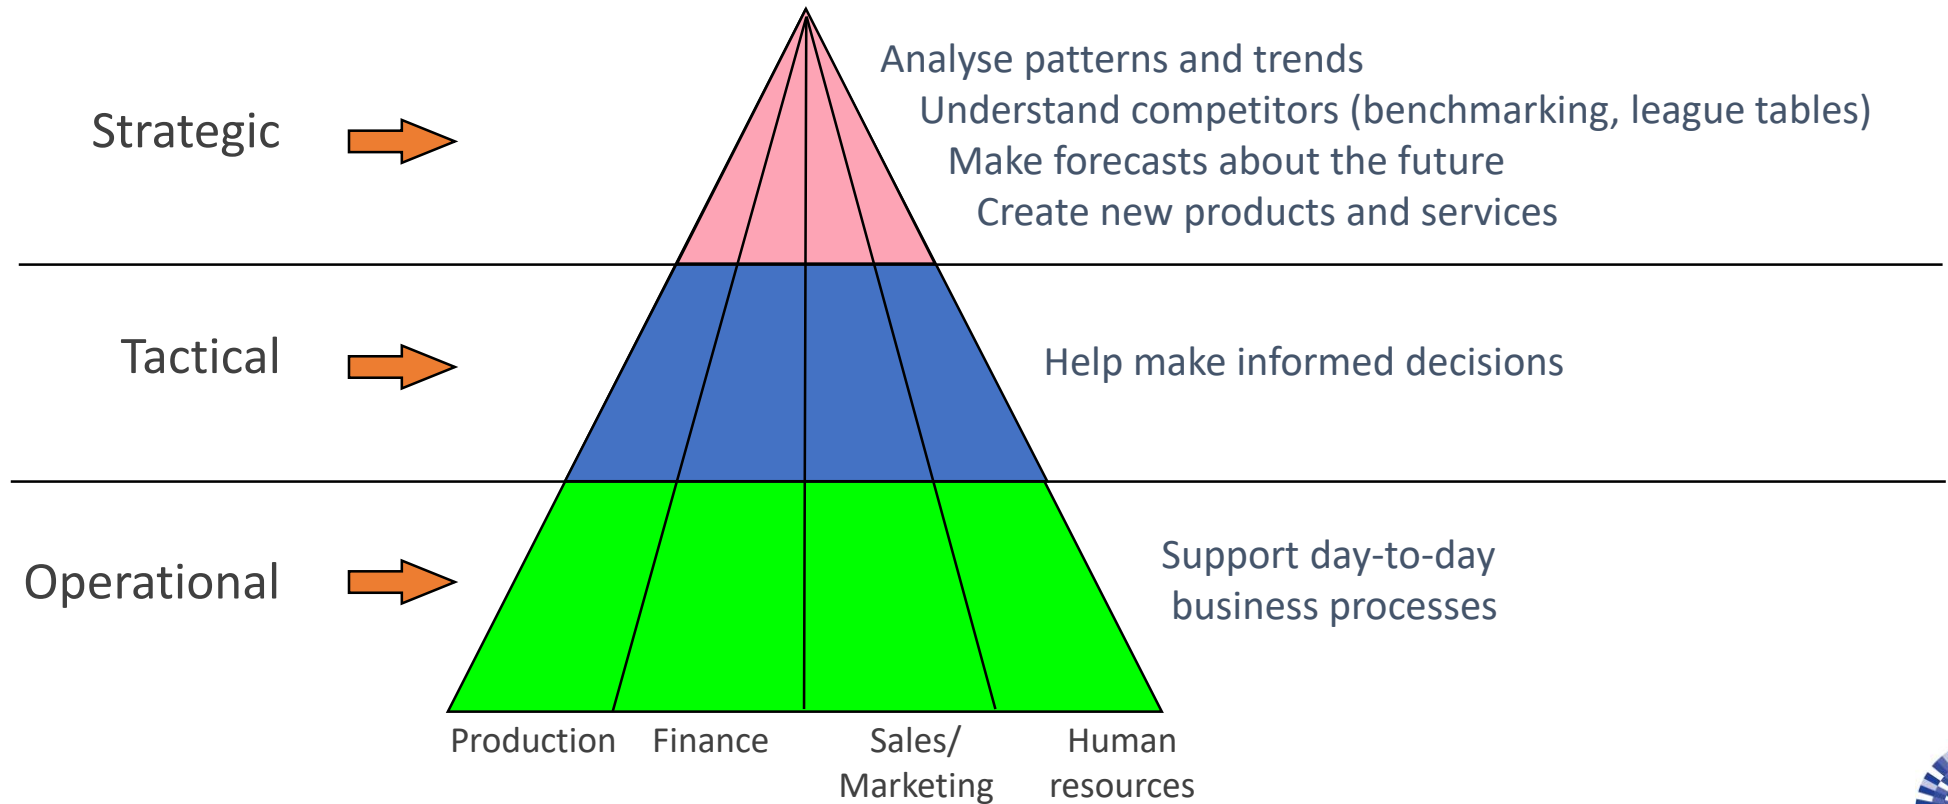 Strategic
Analyse patterns and trends
Understand competitors (benchmarking, league tables)
Make forecasts about the future
Create new products and services
Tactical
Help make informed decisions
Operational
Support day-to-day
business processes
Production
Finance
Sales/
Marketing
Human
resources